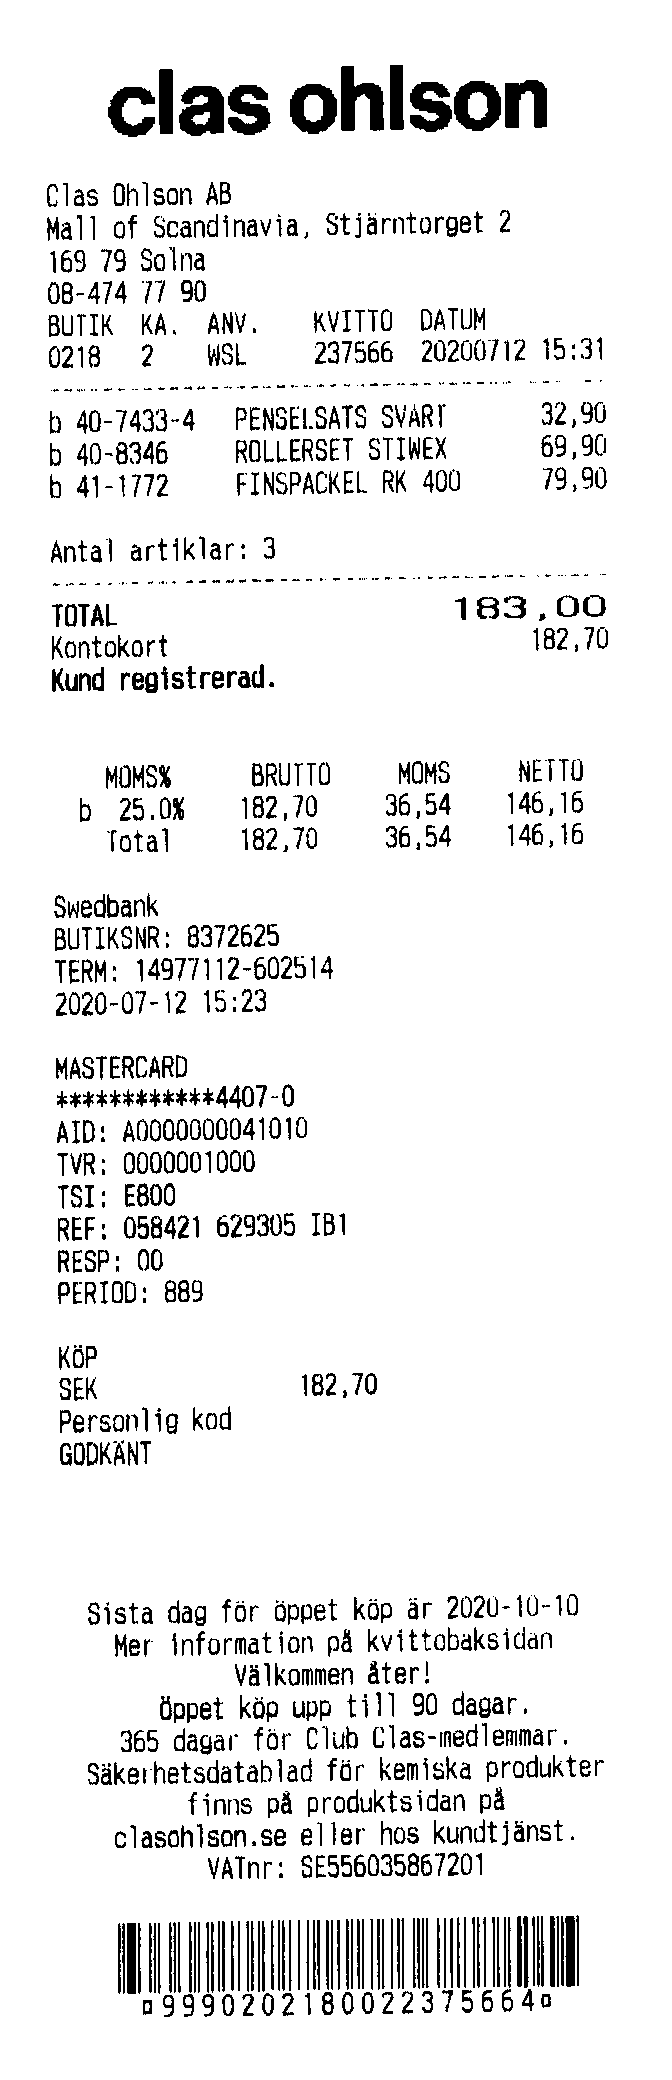 clas ohlson
Clas Ohlson AB
Mall of Scandinavia, Stjärntorget 2
169 79 Solna
08-474 77 90
BUTIK KA. ANV. KVITTO DATUM
0218 2 WSL 237566 20200712 15:31
b 40-7433-4 PENSELSATS SVART 32,90
b 40-8346 ROLLERSET STIWEX 69,90
b 41-1772 FINSPACKEL RK 400 79,90
Antal artiklar: 3
TOTAL 183,00
Kontokort 182,70
Kund registrerad.
MOMS% BRUTTO MOMS NETTO
b 25.0% 182,70 36,54 146,16
Total 182,70 36,54 146,16
Swedbank
BUTIKSNR: 8372625
TERM: 14977112-602514
2020-07-12 15:23
MASTERCARD
************4407-0
AID: A0000000041010
TVR: 0000001000
TSI: E800
REF: 058421 629305 IB1
RESP: 00
PERIOD: 889
KÖP
SEK 182,70
Personlig kod
GODKÄNT
Sista dag för öppet köp är 2020-10-10
Mer information på kvittobaksidan
Välkommen åter!
Öppet köp upp till 90 dagar.
365 dagar för Club Clas-medlemmar.
Säkerhetsdatablad för kemiska produkter
finns på produktsidan på
clasohlson.se eller hos kundtjänst.
VATnr: SE556035867201
¤99902021800223756640¤